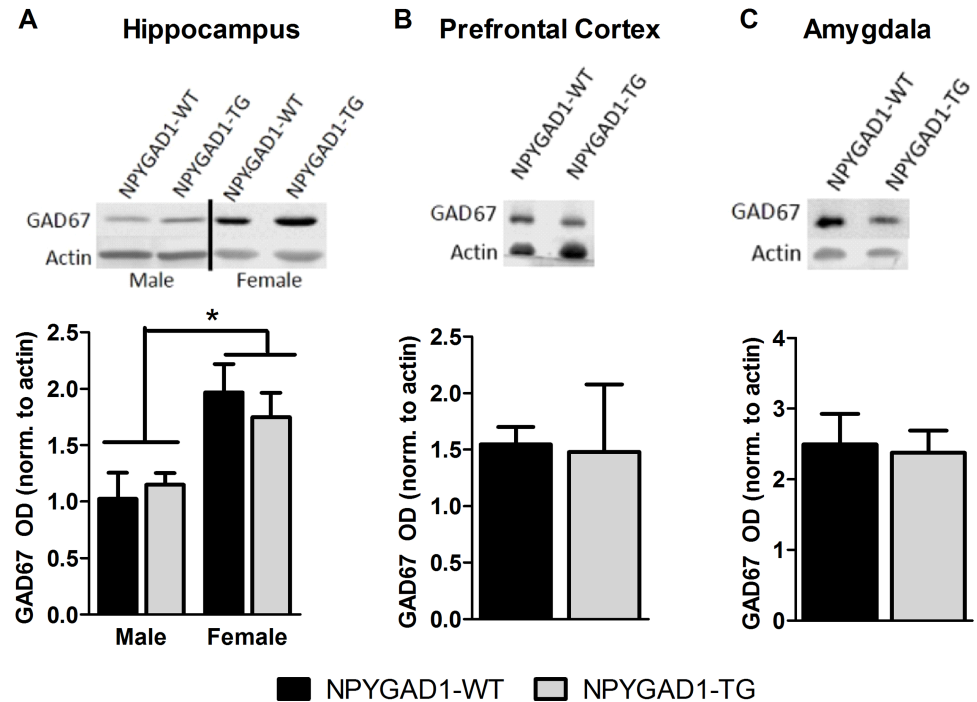 A Hippocampus
NPYGAD1-WT
NPYGAD1-TG
NPYGAD1-WT
NPYGAD1-TG
GAD67
Actin
Male Female
GAD67 OD (norm. to actin)
2.5
2.0
1.5
1.0
0.5
0.0
*
Male Female
B Prefrontal Cortex
NPYGAD1-WT
NPYGAD1-TG
GAD67
Actin
GAD67 OD (norm. to actin)
2.5
2.0
1.5
1.0
0.5
0.0
C Amygdala
NPYGAD1-WT
NPYGAD1-TG
GAD67
Actin
GAD67 OD (norm. to actin)
4
3
2
1
0
NPYGAD1-WT NPYGAD1-TG